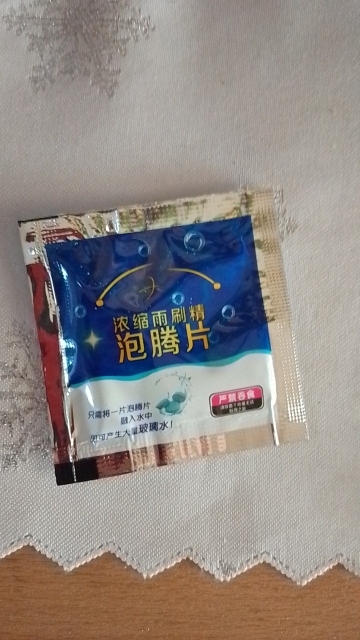 浓缩雨刷精
泡腾片
只需将一片泡腾片
融入水中
即可产生大量玻璃水!
严禁吞食